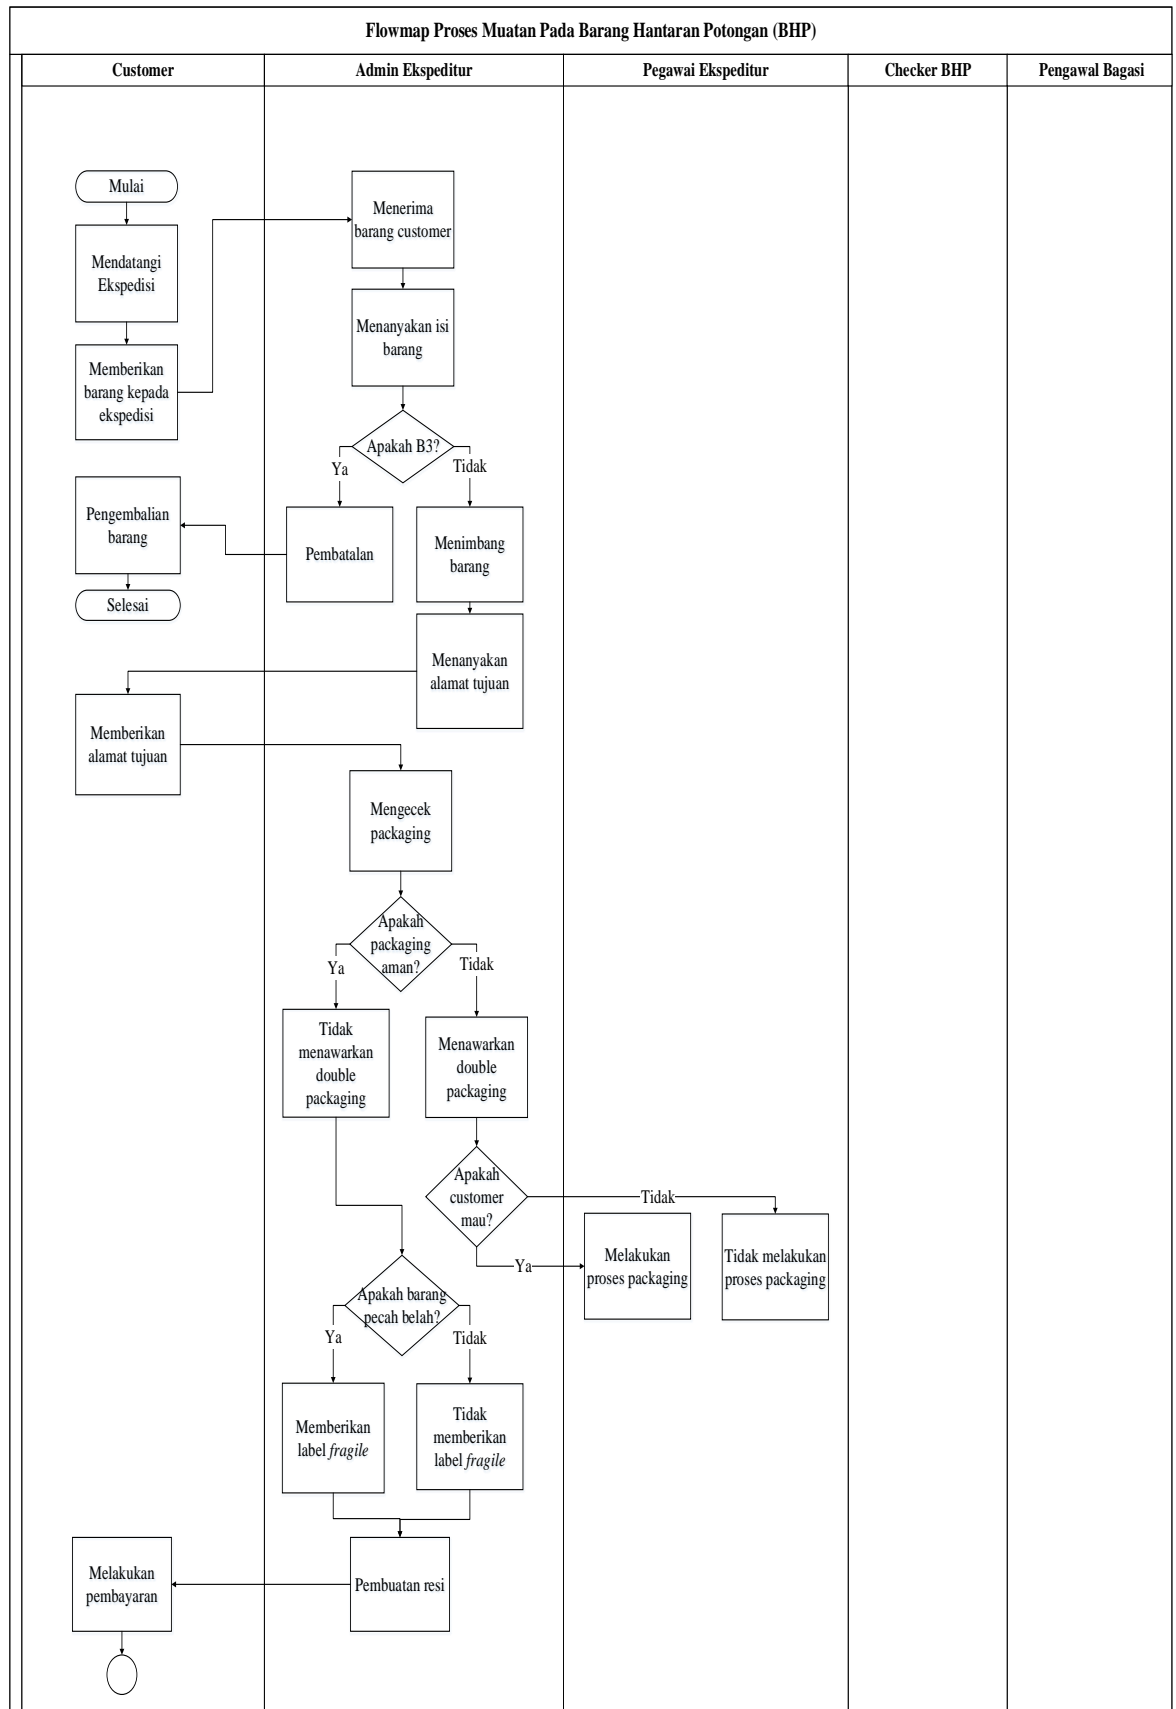 Flowmap Proses Muatan Pada Barang Hantaran Potongan (BHP)
Customer
Admin Ekspeditur
Pegawai Ekspeditur
Checker BHP
Pengawal Bagasi
Mulai
Mendatangi
Ekspedisi
Memberikan
barang kepada
ekspedisi
Menerima
barang customer
Menanyakan isi
barang
Apakah B3?
Ya
Tidak
Pembatalan
Pengembalian
barang
Selesai
Menimbang
barang
Menanyakan
alamat tujuan
Memberikan
alamat tujuan
Mengecek
packaging
Apakah
packaging
aman?
Ya
Tidak
Tidak
menawarkan
double
packaging
Menawarkan
double
packaging
Apakah
customer
mau?
Tidak
Ya
Melakukan
proses packaging
Tidak melakukan
proses packaging
Apakah barang
pecah belah?
Ya
Tidak
Memberikan
label fragile
Tidak
memberikan
label fragile
Pembuatan resi
Melakukan
pembayaran